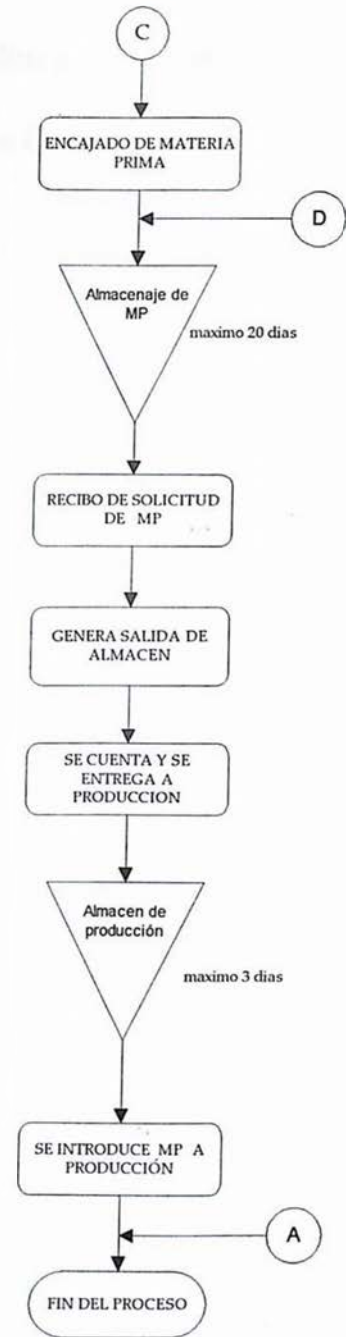 C
ENCAJADO DE MATERIA
PRIMA
D
Almacenaje de
MP
maximo 20 dias
RECIBO DE SOLICITUD
DE MP
GENERA SALIDA DE
ALMACEN
SE CUENTA Y SE
ENTREGA A
PRODUCCION
Almacen de
producción
maximo 3 dias
SE INTRODUCE MP A
PRODUCCIÓN
A
FIN DEL PROCESO